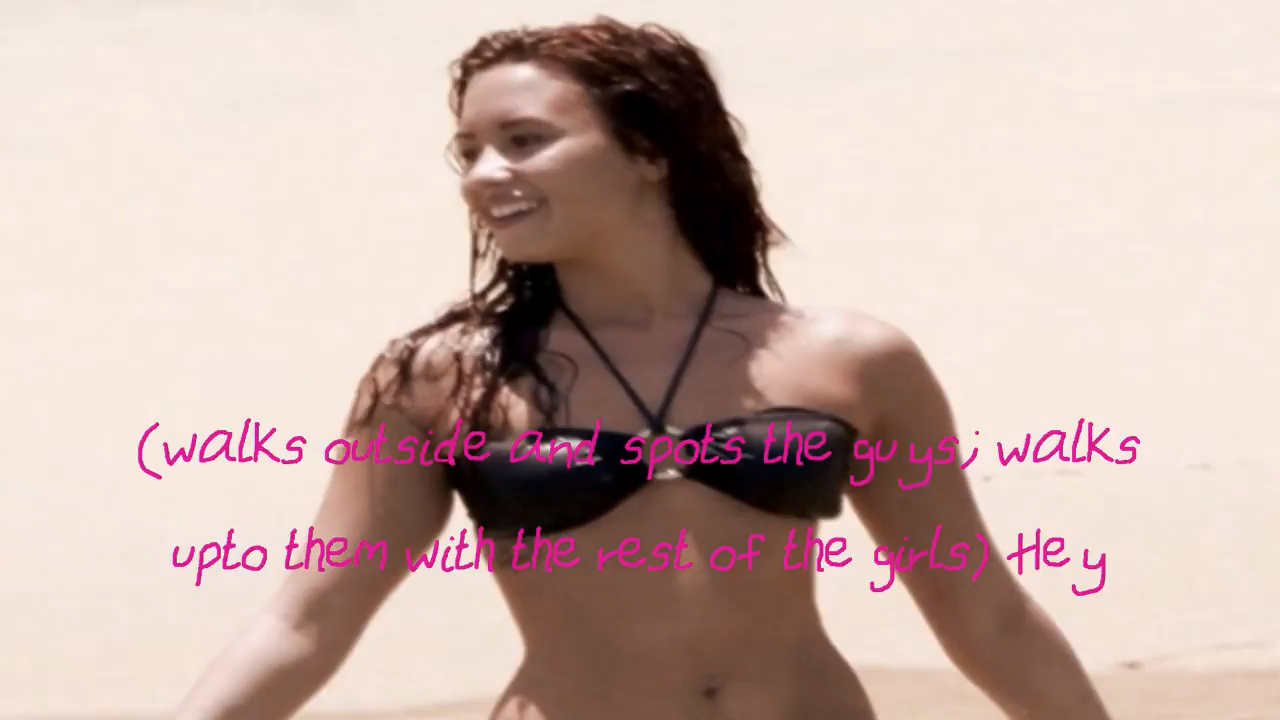 (walks outside and spots the guys; walks
upto them with the rest of the girls) Hey